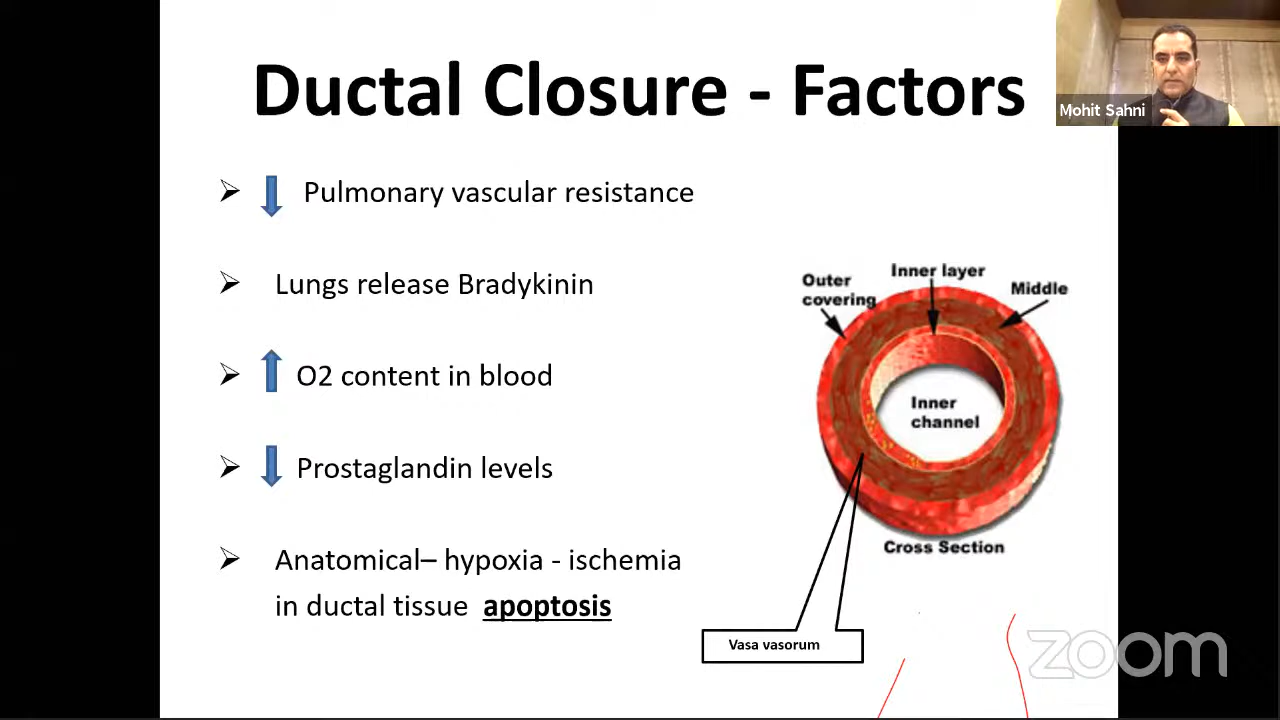 Ductal Closure - Factors
Mohit Sahni
Pulmonary vascular resistance
Lungs release Bradykinin
O2 content in blood
Prostaglandin levels
Anatomical– hypoxia - ischemia
in ductal tissue apoptosis
Inner layer
Outer
covering
Middle
Inner
channel
Cross Section
Vasa vasorum
zoom